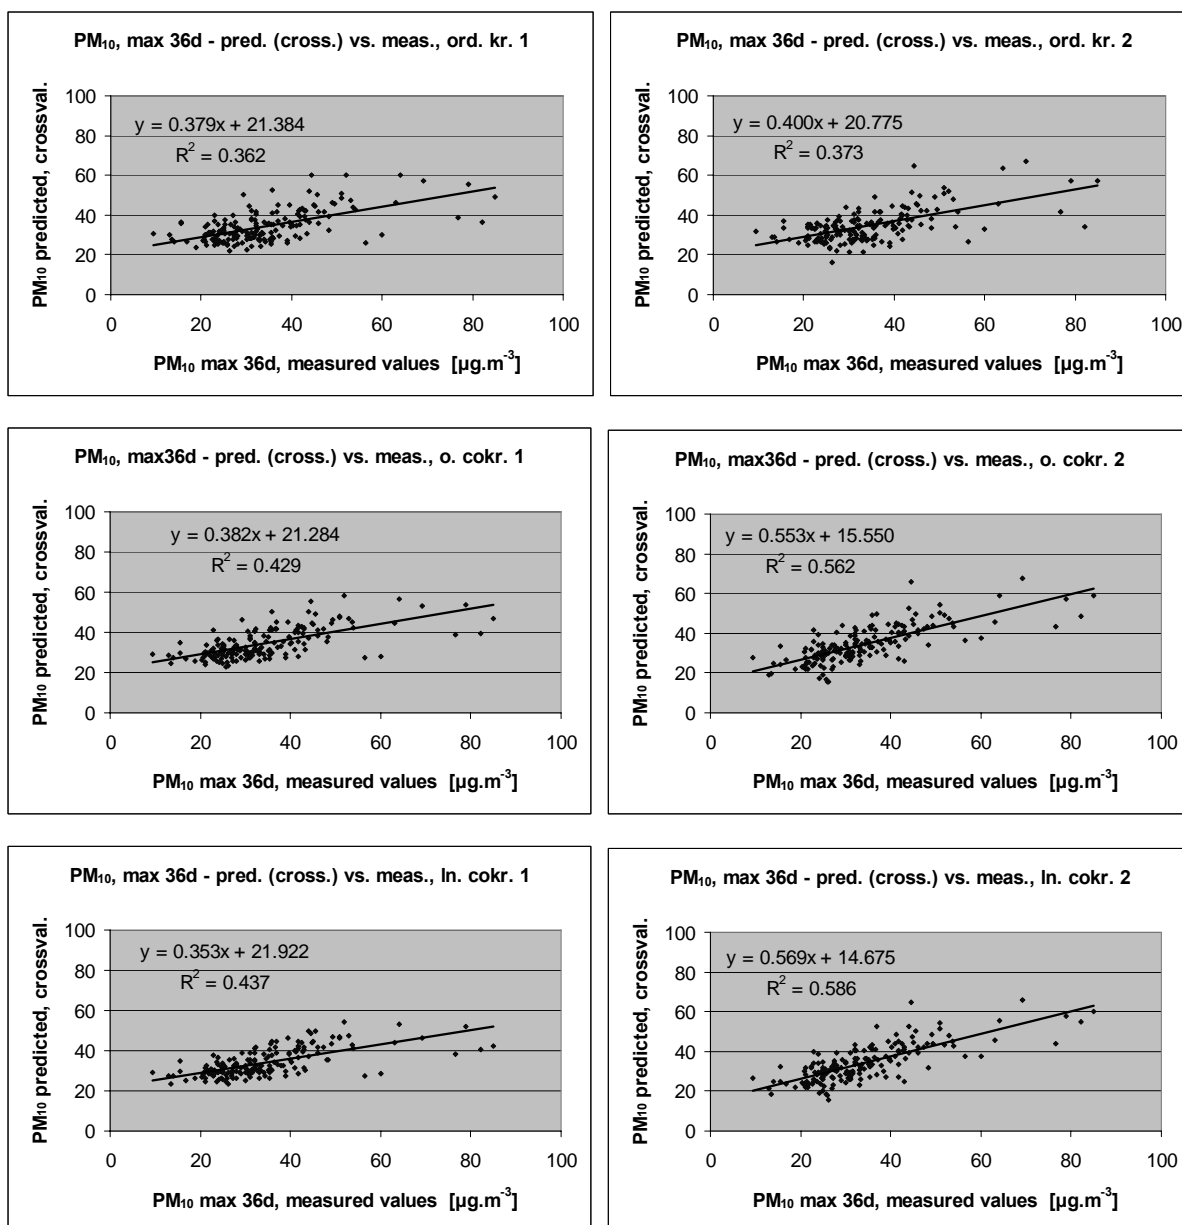 PM₁₀, max 36d - pred. (cross.) vs. meas., ord. kr. 1
PM₁₀ predicted, crossval.
100
80
60
40
20
0
y = 0.379x + 21.384
R² = 0.362
0 20 40 60 80 100
PM₁₀ max 36d, measured values [µg.m⁻³]
PM₁₀, max 36d - pred. (cross.) vs. meas., ord. kr. 2
PM₁₀ predicted, crossval.
100
80
60
40
20
0
y = 0.400x + 20.775
R² = 0.373
0 20 40 60 80 100
PM₁₀ max 36d, measured values [µg.m⁻³]
PM₁₀, max36d - pred. (cross.) vs. meas., o. cokr. 1
PM₁₀ predicted, crossval.
100
80
60
40
20
0
y = 0.382x + 21.284
R² = 0.429
0 20 40 60 80 100
PM₁₀ max 36d, measured values [µg.m⁻³]
PM₁₀, max36d - pred. (cross.) vs. meas., o. cokr. 2
PM₁₀ predicted, crossval.
100
80
60
40
20
0
y = 0.553x + 15.550
R² = 0.562
0 20 40 60 80 100
PM₁₀ max 36d, measured values [µg.m⁻³]
PM₁₀, max 36d - pred. (cross.) vs. meas., ln. cokr. 1
PM₁₀ predicted, crossval.
100
80
60
40
20
0
y = 0.353x + 21.922
R² = 0.437
0 20 40 60 80 100
PM₁₀ max 36d, measured values [µg.m⁻³]
PM₁₀, max 36d - pred. (cross.) vs. meas., ln. cokr. 2
PM₁₀ predicted, crossval.
100
80
60
40
20
0
y = 0.569x + 14.675
R² = 0.586
0 20 40 60 80 100
PM₁₀ max 36d, measured values [µg.m⁻³]